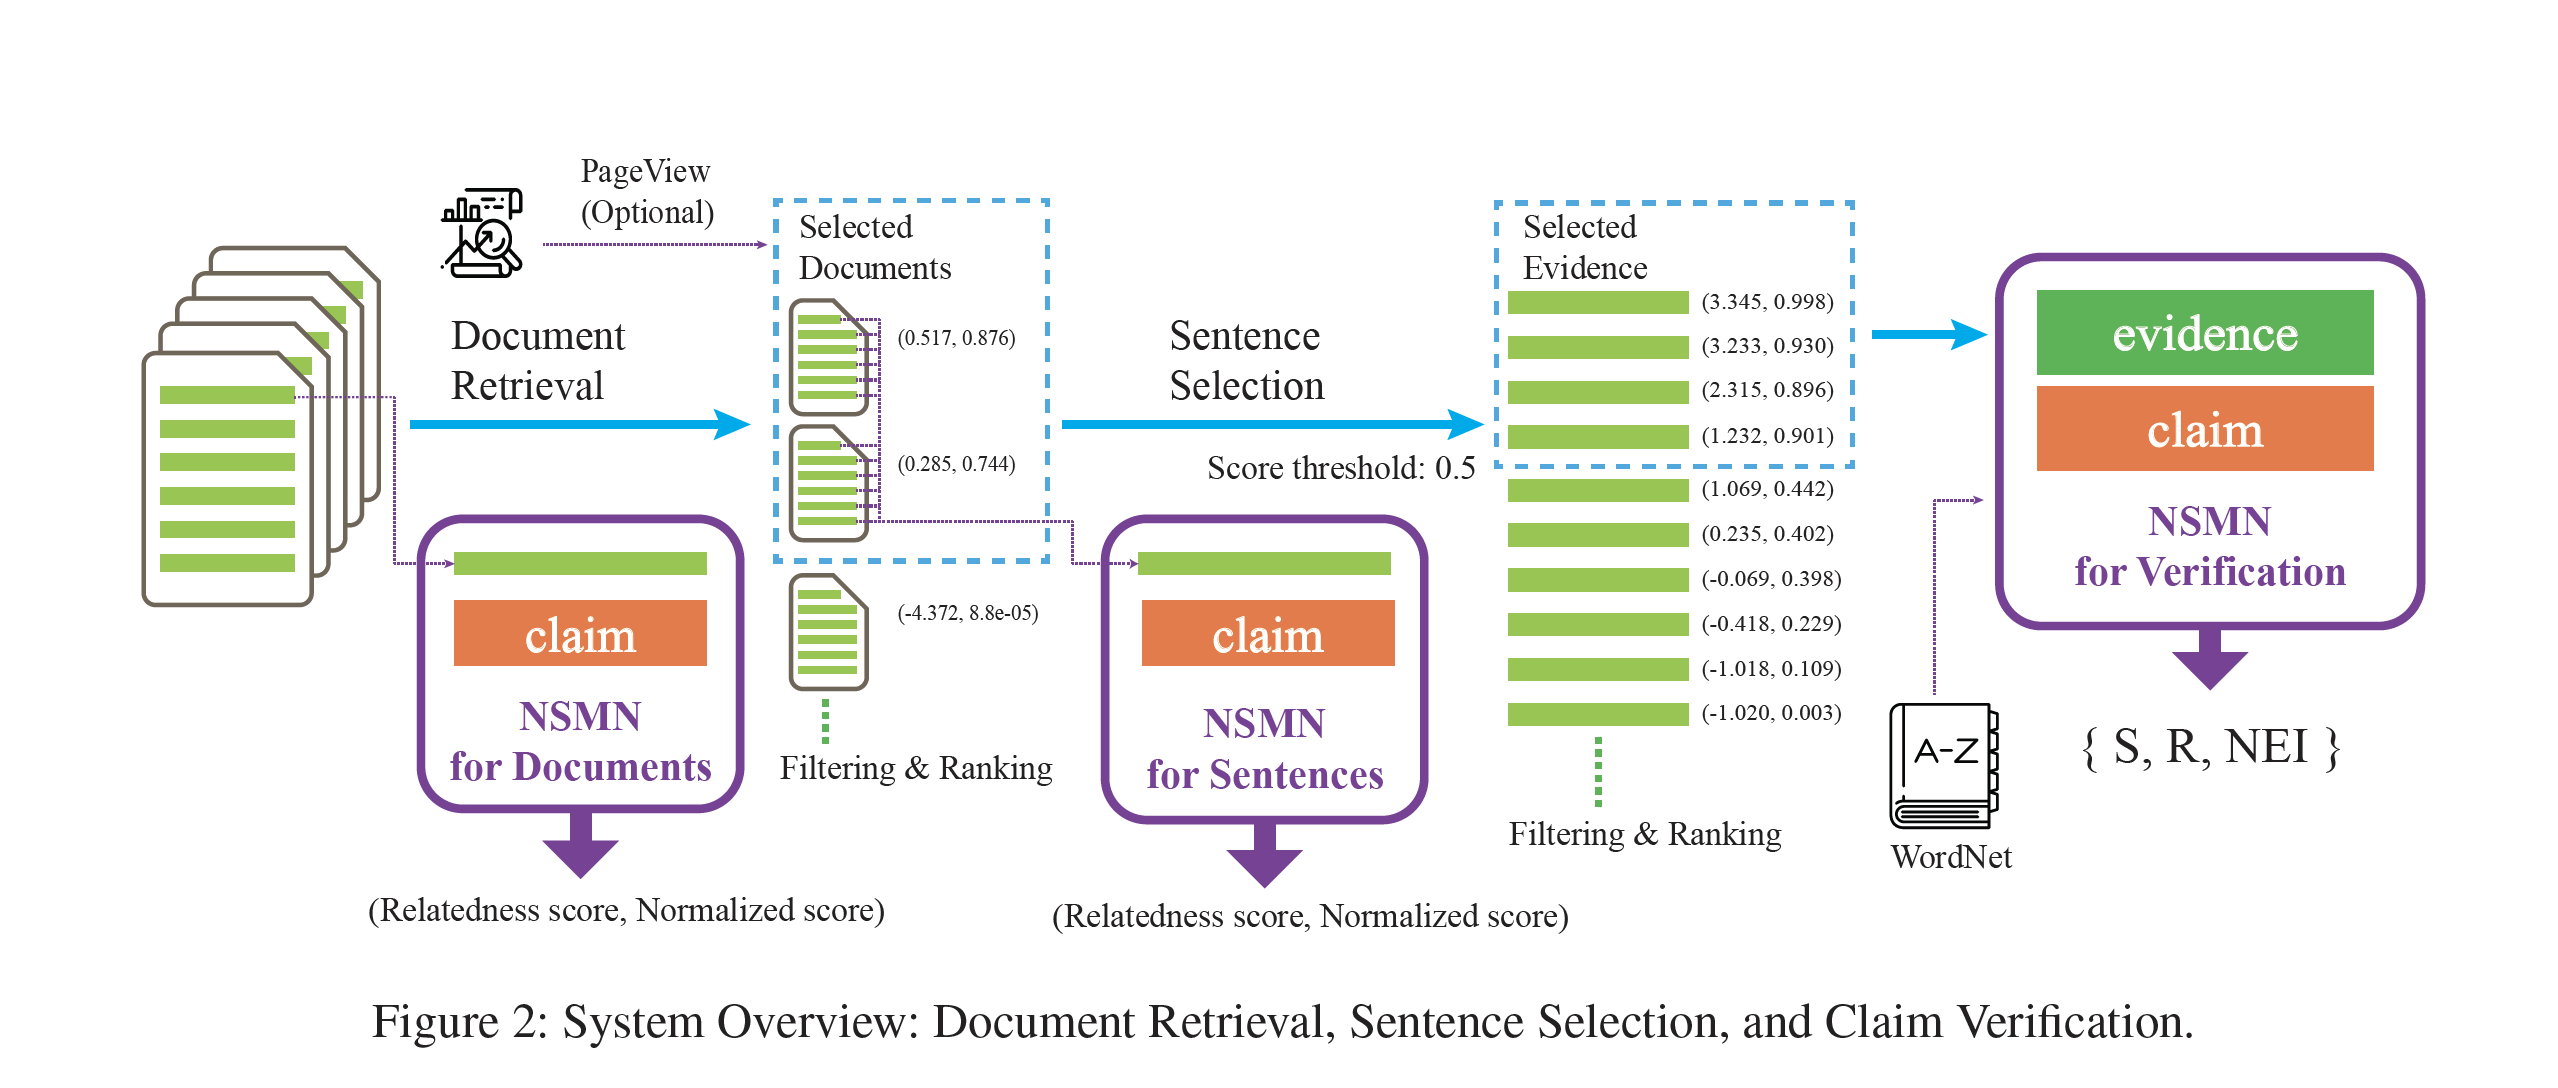 PageView
(Optional)
Document
Retrieval
claim
NSMN
for Documents
(Relatedness score, Normalized score)
Selected
Documents
(0.517, 0.876)
(0.285, 0.744)
(-4.372, 8.8e-05)
Filtering & Ranking
Sentence
Selection
Score threshold: 0.5
claim
NSMN
for Sentences
(Relatedness score, Normalized score)
Selected
Evidence
(3.345, 0.998)
(3.233, 0.930)
(2.315, 0.896)
(1.232, 0.901)
(1.069, 0.442)
(0.235, 0.402)
(-0.069, 0.398)
(-0.418, 0.229)
(-1.018, 0.109)
(-1.020, 0.003)
Filtering & Ranking
evidence
claim
NSMN
for Verification
A-Z
WordNet
{ S, R, NEI }
Figure 2: System Overview: Document Retrieval, Sentence Selection, and Claim Verification.